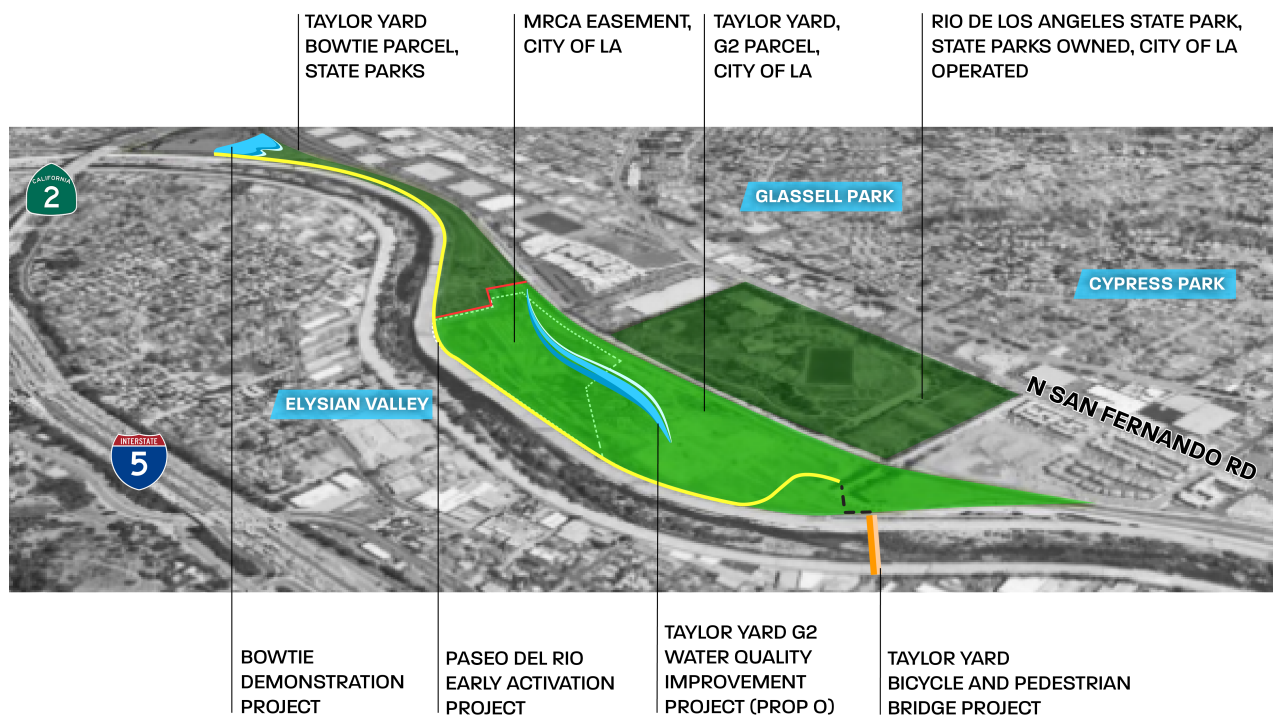 TAYLOR YARD
BOWTIE PARCEL,
STATE PARKS
MRCA EASEMENT,
CITY OF LA
TAYLOR YARD,
G2 PARCEL,
CITY OF LA
RIO DE LOS ANGELES STATE PARK,
STATE PARKS OWNED, CITY OF LA
OPERATED
CALIFORNIA
2
GLASSELL PARK
CYPRESS PARK
ELYSIAN VALLEY
N SAN FERNANDO RD
INTERSTATE
5
BOWTIE
DEMONSTRATION
PROJECT
PASEO DEL RIO
EARLY ACTIVATION
PROJECT
TAYLOR YARD G2
WATER QUALITY
IMPROVEMENT
PROJECT (PROP O)
TAYLOR YARD
BICYCLE AND PEDESTRIAN
BRIDGE PROJECT